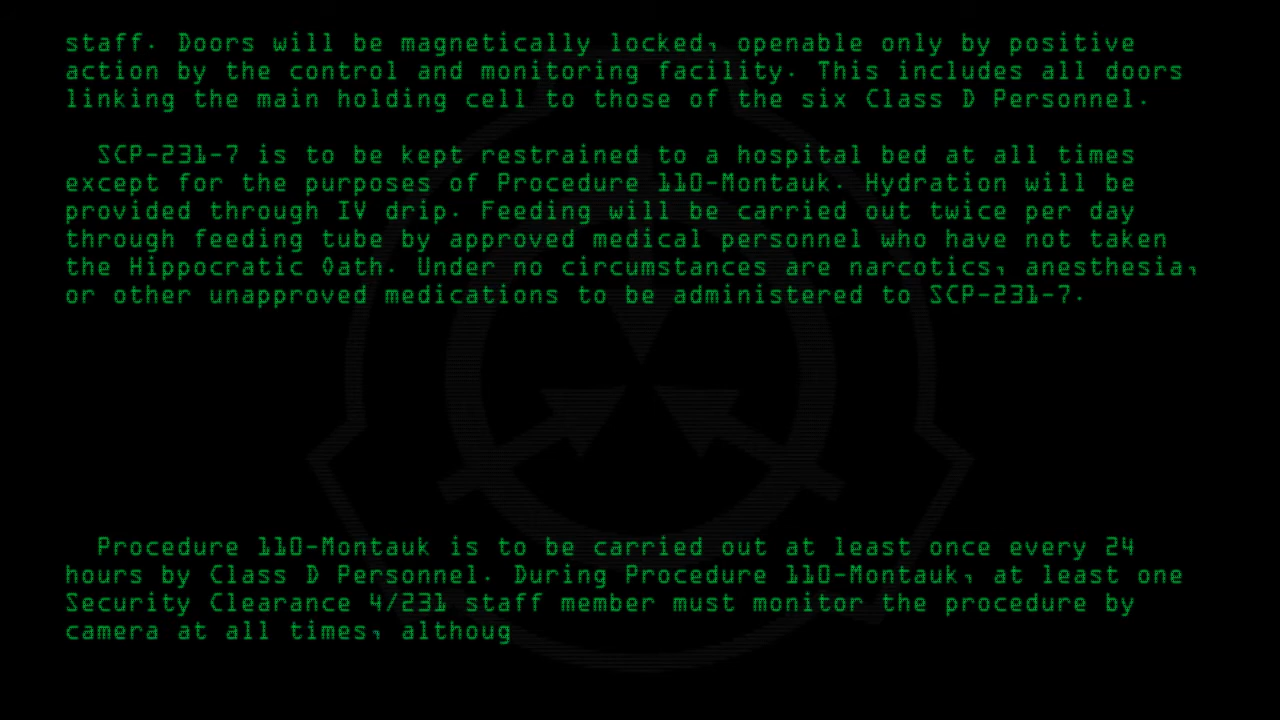 staff. Doors will be magnetically locked, openable only by positive
action by the control and monitoring facility. This includes all doors
linking the main holding cell to those of the six Class D Personnel.
SCP-231-7 is to be kept restrained to a hospital bed at all times
except for the purposes of Procedure 110-Montauk. Hydration will be
provided through IV drip. Feeding will be carried out twice per day
through feeding tube by approved medical personnel who have not taken
the Hippocratic Oath. Under no circumstances are narcotics, anesthesia,
or other unapproved medications to be administered to SCP-231-7.
Procedure 110-Montauk is to be carried out at least once every 24
hours by Class D Personnel. During Procedure 110-Montauk, at least one
Security Clearance 4/231 staff member must monitor the procedure by
camera at all times, althoug